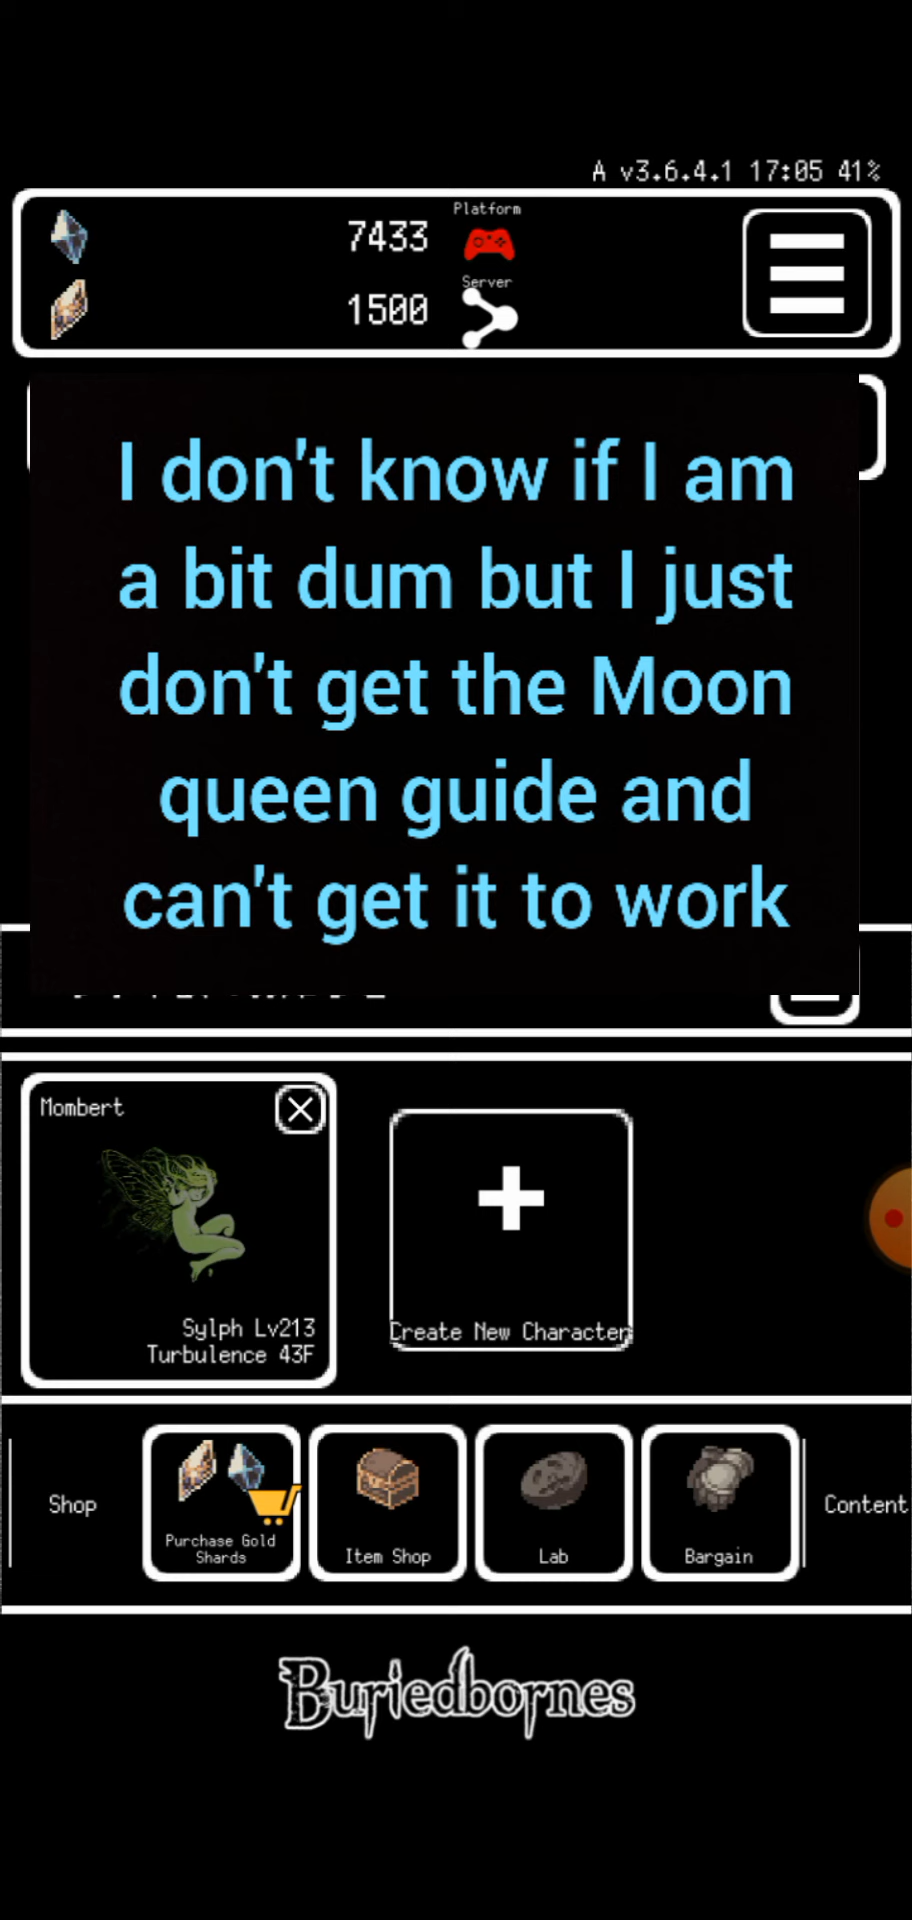 A v3.6.4.1 17:05 41%
7433
Platform
1500
Server
I don't know if I am
a bit dum but I just
don't get the Moon
queen guide and
can't get it to work
Mombert
Sylph Lv213
Turbulence 43F
Create New Character
Shop
Purchase Gold
Shards
Item Shop
Lab
Bargain
Content
Buriedbornes